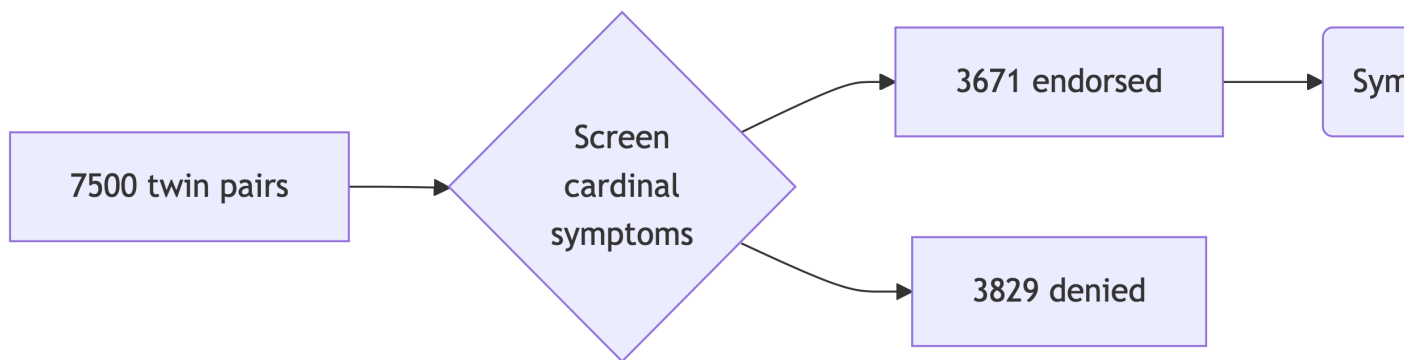 7500 twin pairs
Screen
cardinal
symptoms
3671 endorsed
3829 denied